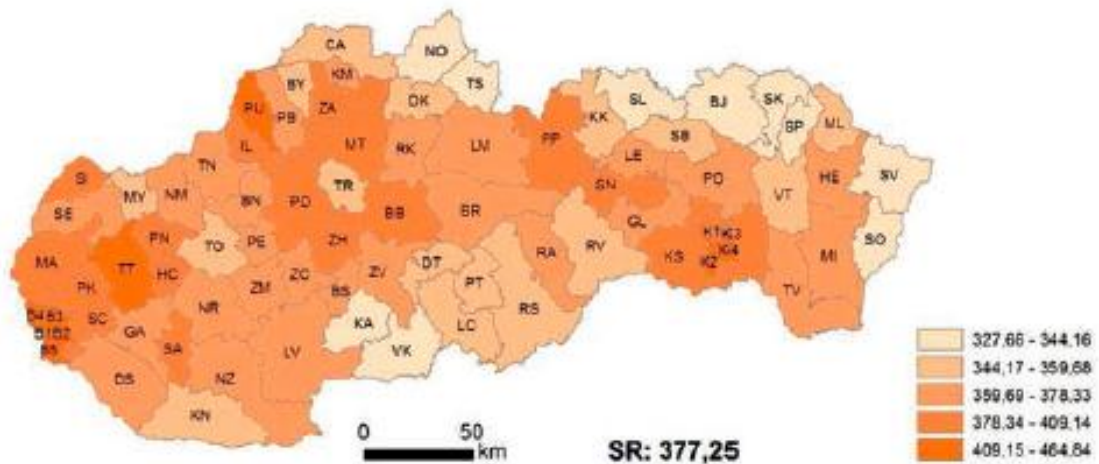 CA
NO
TS
KM
BY
PU
PB
ZA
DK
SL
BJ
SK
SP
ML
KK
SB
PP
IL
MT
RK
LM
TN
LE
PO
HE
SV
SI
MY
NM
BN
PD
TR
SN
VT
SE
BB
BR
GL
SO
PN
TO
PE
ZH
K1
K3
K4
MA
TT
HC
KS
K2
MI
PK
ZM
ZC
ZV
DT
RA
RV
TV
NR
BS
PT
B4 B3
SC
B1B2
GA
KA
RS
B5
SA
LC
LV
VK
DS
NZ
KN
0 50
km
SR: 377,25
327,66 - 344,16
344,17 - 359,68
359,69 - 378,33
378,34 - 409,14
409,15 - 464,84